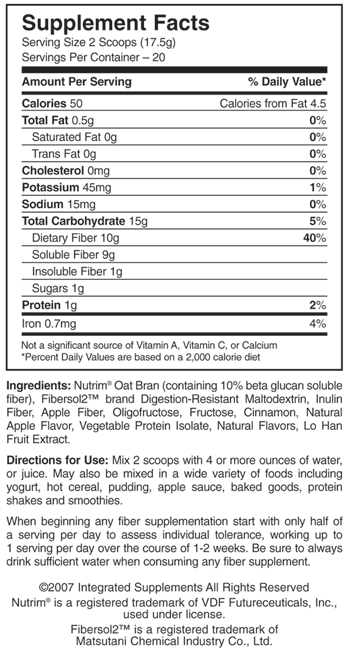 Supplement Facts
Serving Size 2 Scoops (17.5g)
Servings Per Container – 20
Amount Per Serving % Daily Value*
Calories 50 Calories from Fat 4.5
Total Fat 0.5g 0%
Saturated Fat 0g 0%
Trans Fat 0g 0%
Cholesterol 0mg 0%
Potassium 45mg 1%
Sodium 15mg 0%
Total Carbohydrate 15g 5%
Dietary Fiber 10g 40%
Soluble Fiber 9g
Insoluble Fiber 1g
Sugars 1g
Protein 1g 2%
Iron 0.7mg 4%
Not a significant source of Vitamin A, Vitamin C, or Calcium
*Percent Daily Values are based on a 2,000 calorie diet
Ingredients: Nutrim® Oat Bran (containing 10% beta glucan soluble
fiber), Fibersol2™ brand Digestion-Resistant Maltodextrin, Inulin
Fiber, Apple Fiber, Oligofructose, Fructose, Cinnamon, Natural
Apple Flavor, Vegetable Protein Isolate, Natural Flavors, Lo Han
Fruit Extract.
Directions for Use: Mix 2 scoops with 4 or more ounces of water,
or juice. May also be mixed in a wide variety of foods including
yogurt, hot cereal, pudding, apple sauce, baked goods, protein
shakes and smoothies.
When beginning any fiber supplementation start with only half of
a serving per day to assess individual tolerance, working up to
1 serving per day over the course of 1-2 weeks. Be sure to always
drink sufficient water when consuming any fiber supplement.
©2007 Integrated Supplements All Rights Reserved
Nutrim® is a registered trademark of VDF Futureceuticals, Inc.,
used under license.
Fibersol2™ is a registered trademark of
Matsutani Chemical Industry Co., Ltd.